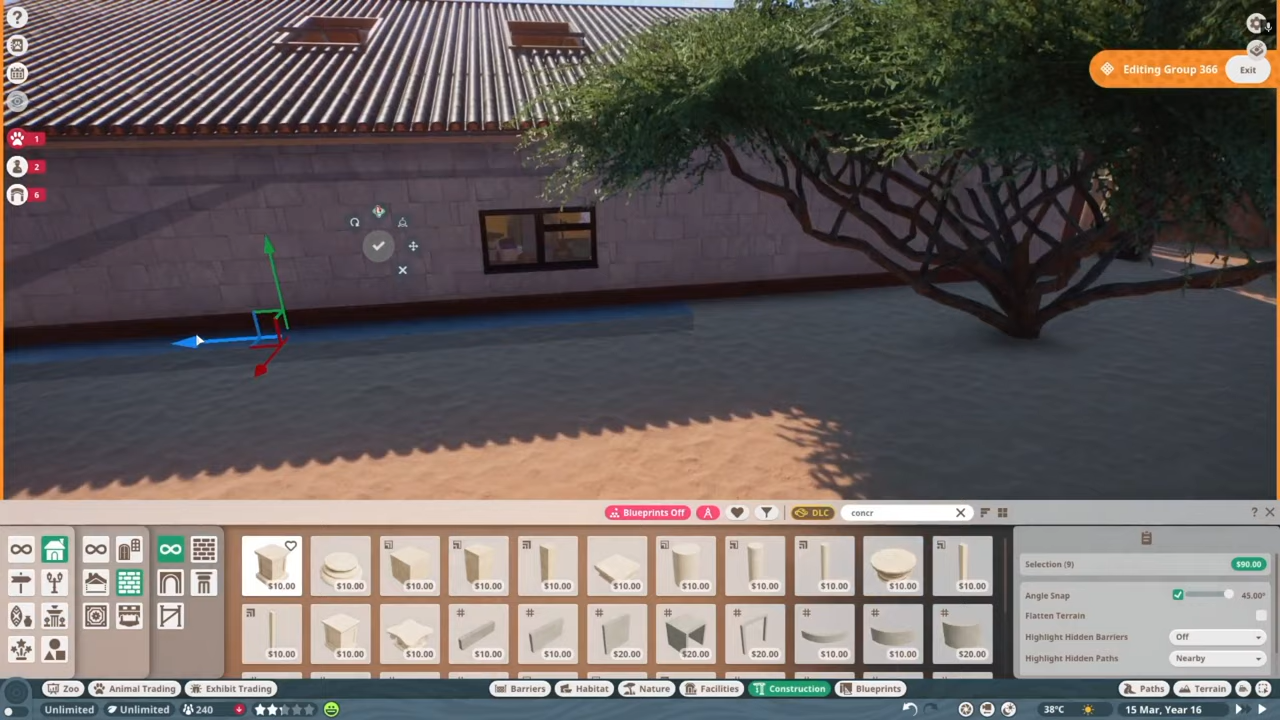 ?
Editing Group 366
Exit
1
2
6
Blueprints Off
DLC
concr
?
$10.00 $10.00 $10.00 $10.00 $10.00 $10.00 $10.00 $10.00 $10.00 $10.00 $10.00
$10.00 $10.00 $10.00 $10.00 $10.00 $20.00 $20.00 $20.00 $10.00 $10.00 $20.00
Selection (9) $90.00
Angle Snap 45.00°
Flatten Terrain
Highlight Hidden Barriers Off
Highlight Hidden Paths Nearby
Zoo Animal Trading Exhibit Trading Barriers Habitat Nature Facilities Construction Blueprints Paths Terrain
Unlimited Unlimited 240 38°C 15 Mar, Year 16